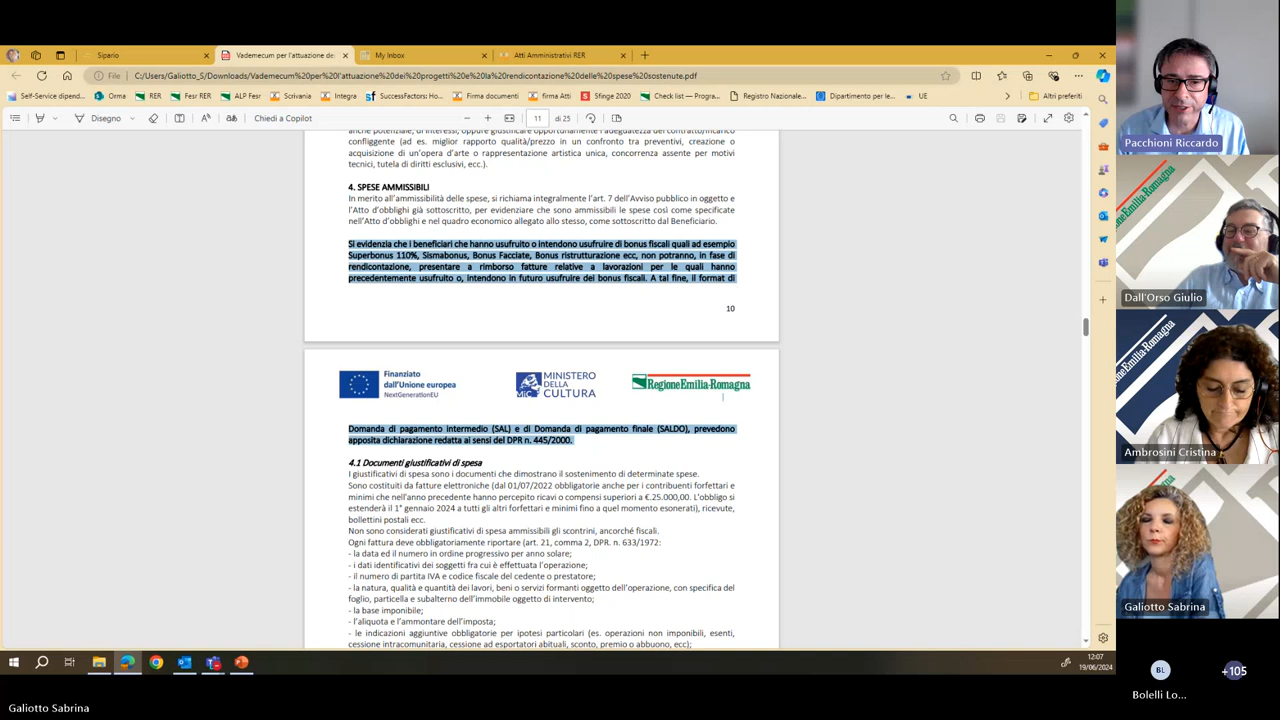 Sipario
Vademecum per l'attuazione dei
My Inbox
Atti Amministrativi RER
File
C:/Users/Galiotto_S/Downloads/Vademecum%20per%20l'attuazione%20dei%20progetti%20e%20la%20rendicontazione%20delle%20spese%20sostenute.pdf
Self-Service dipend...
Orma
RER
Fesr RER
ALP Fesr
Scrivania
Integra
SuccessFactors: Ho...
Firma documenti
firma Atti
Sfinge 2020
Check list — Progra...
Registro Nazionale...
Dipartimento per le...
UE
Altri preferiti
Disegno
Chiedi a Copilot
11 di 25
anche potenziale, di interessi, oppure giustificare opportunamente l'adeguatezza del contratto/incarico
confliggente (ad es. miglior rapporto qualità/prezzo in un confronto tra preventivi, creazione o
acquisizione di un'opera d'arte o rappresentazione artistica unica, concorrenza assente per motivi
tecnici, tutela di diritti esclusivi, ecc.).
4. SPESE AMMISSIBILI
In merito all'ammissibilità delle spese, si richiama integralmente l'art. 7 dell'Avviso pubblico in oggetto e
l'Atto d'obblighi già sottoscritto, per evidenziare che sono ammissibili le spese così come specificate
nell'Atto d'obblighi e nel quadro economico allegato allo stesso, come sottoscritto dal Beneficiario.
Si evidenzia che i beneficiari che hanno usufruito o intendono usufruire di bonus fiscali quali ad esempio
Superbonus 110%, Sismabonus, Bonus Facciate, Bonus ristrutturazione ecc, non potranno, in fase di
rendicontazione, presentare a rimborso fatture relative a lavorazioni per le quali hanno
precedentemente usufruito o, intendono in futuro usufruire dei bonus fiscali. A tal fine, il format di
10
Finanziato
dall'Unione europea
NextGenerationEU
MiC
MINISTERO
DELLA
CULTURA
RegioneEmilia-Romagna
Domanda di pagamento intermedio (SAL) e di Domanda di pagamento finale (SALDO), prevedono
apposita dichiarazione redatta ai sensi del DPR n. 445/2000.
4.1 Documenti giustificativi di spesa
I giustificativi di spesa sono i documenti che dimostrano il sostenimento di determinate spese.
Sono costituiti da fatture elettroniche (dal 01/07/2022 obbligatorie anche per i contribuenti forfettari e
minimi che nell'anno precedente hanno percepito ricavi o compensi superiori a €.25.000,00. L'obbligo si
estenderà il 1° gennaio 2024 a tutti gli altri forfettari e minimi fino a quel momento esonerati), ricevute,
bollettini postali ecc.
Non sono considerati giustificativi di spesa ammissibili gli scontrini, ancorché fiscali.
Ogni fattura deve obbligatoriamente riportare (art. 21, comma 2, DPR. n. 633/1972:
- la data ed il numero in ordine progressivo per anno solare;
- i dati identificativi dei soggetti fra cui è effettuata l'operazione;
- il numero di partita IVA e codice fiscale del cedente o prestatore;
- la natura, qualità e quantità dei lavori, beni o servizi formanti oggetto dell'operazione, con specifica del
foglio, particella e subalterno dell'immobile oggetto di intervento;
- la base imponibile;
- l'aliquota e l'ammontare dell'imposta;
- le indicazioni aggiuntive obbligatorie per ipotesi particolari (es. operazioni non imponibili, esenti,
cessione intracomunitaria, cessione ad esportatori abituali, sconto, premio o abbuono, ecc);
12:07
19/06/2024
Galiotto Sabrina
Pacchioni Riccardo
RegioneEmilia-Romagna
Dall'Orso Giulio
Ambrosini Cristina
Galiotto Sabrina
BL
+105
Bolelli Lo...